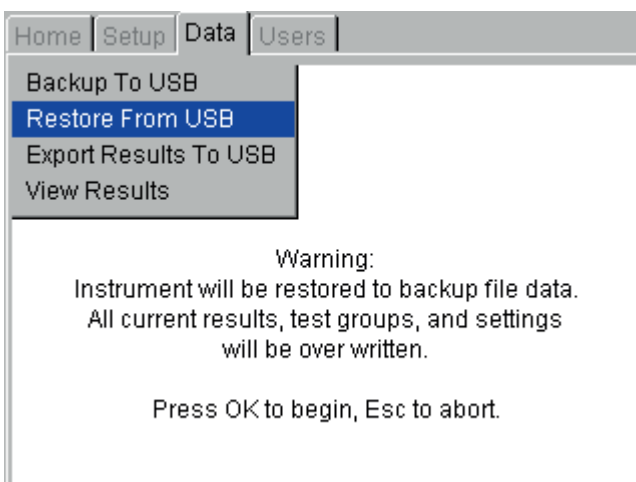 Home Setup Data Users
Backup To USB
Restore From USB
Export Results To USB
View Results
Warning:
Instrument will be restored to backup file data.
All current results, test groups, and settings
will be over written.
Press OK to begin, Esc to abort.